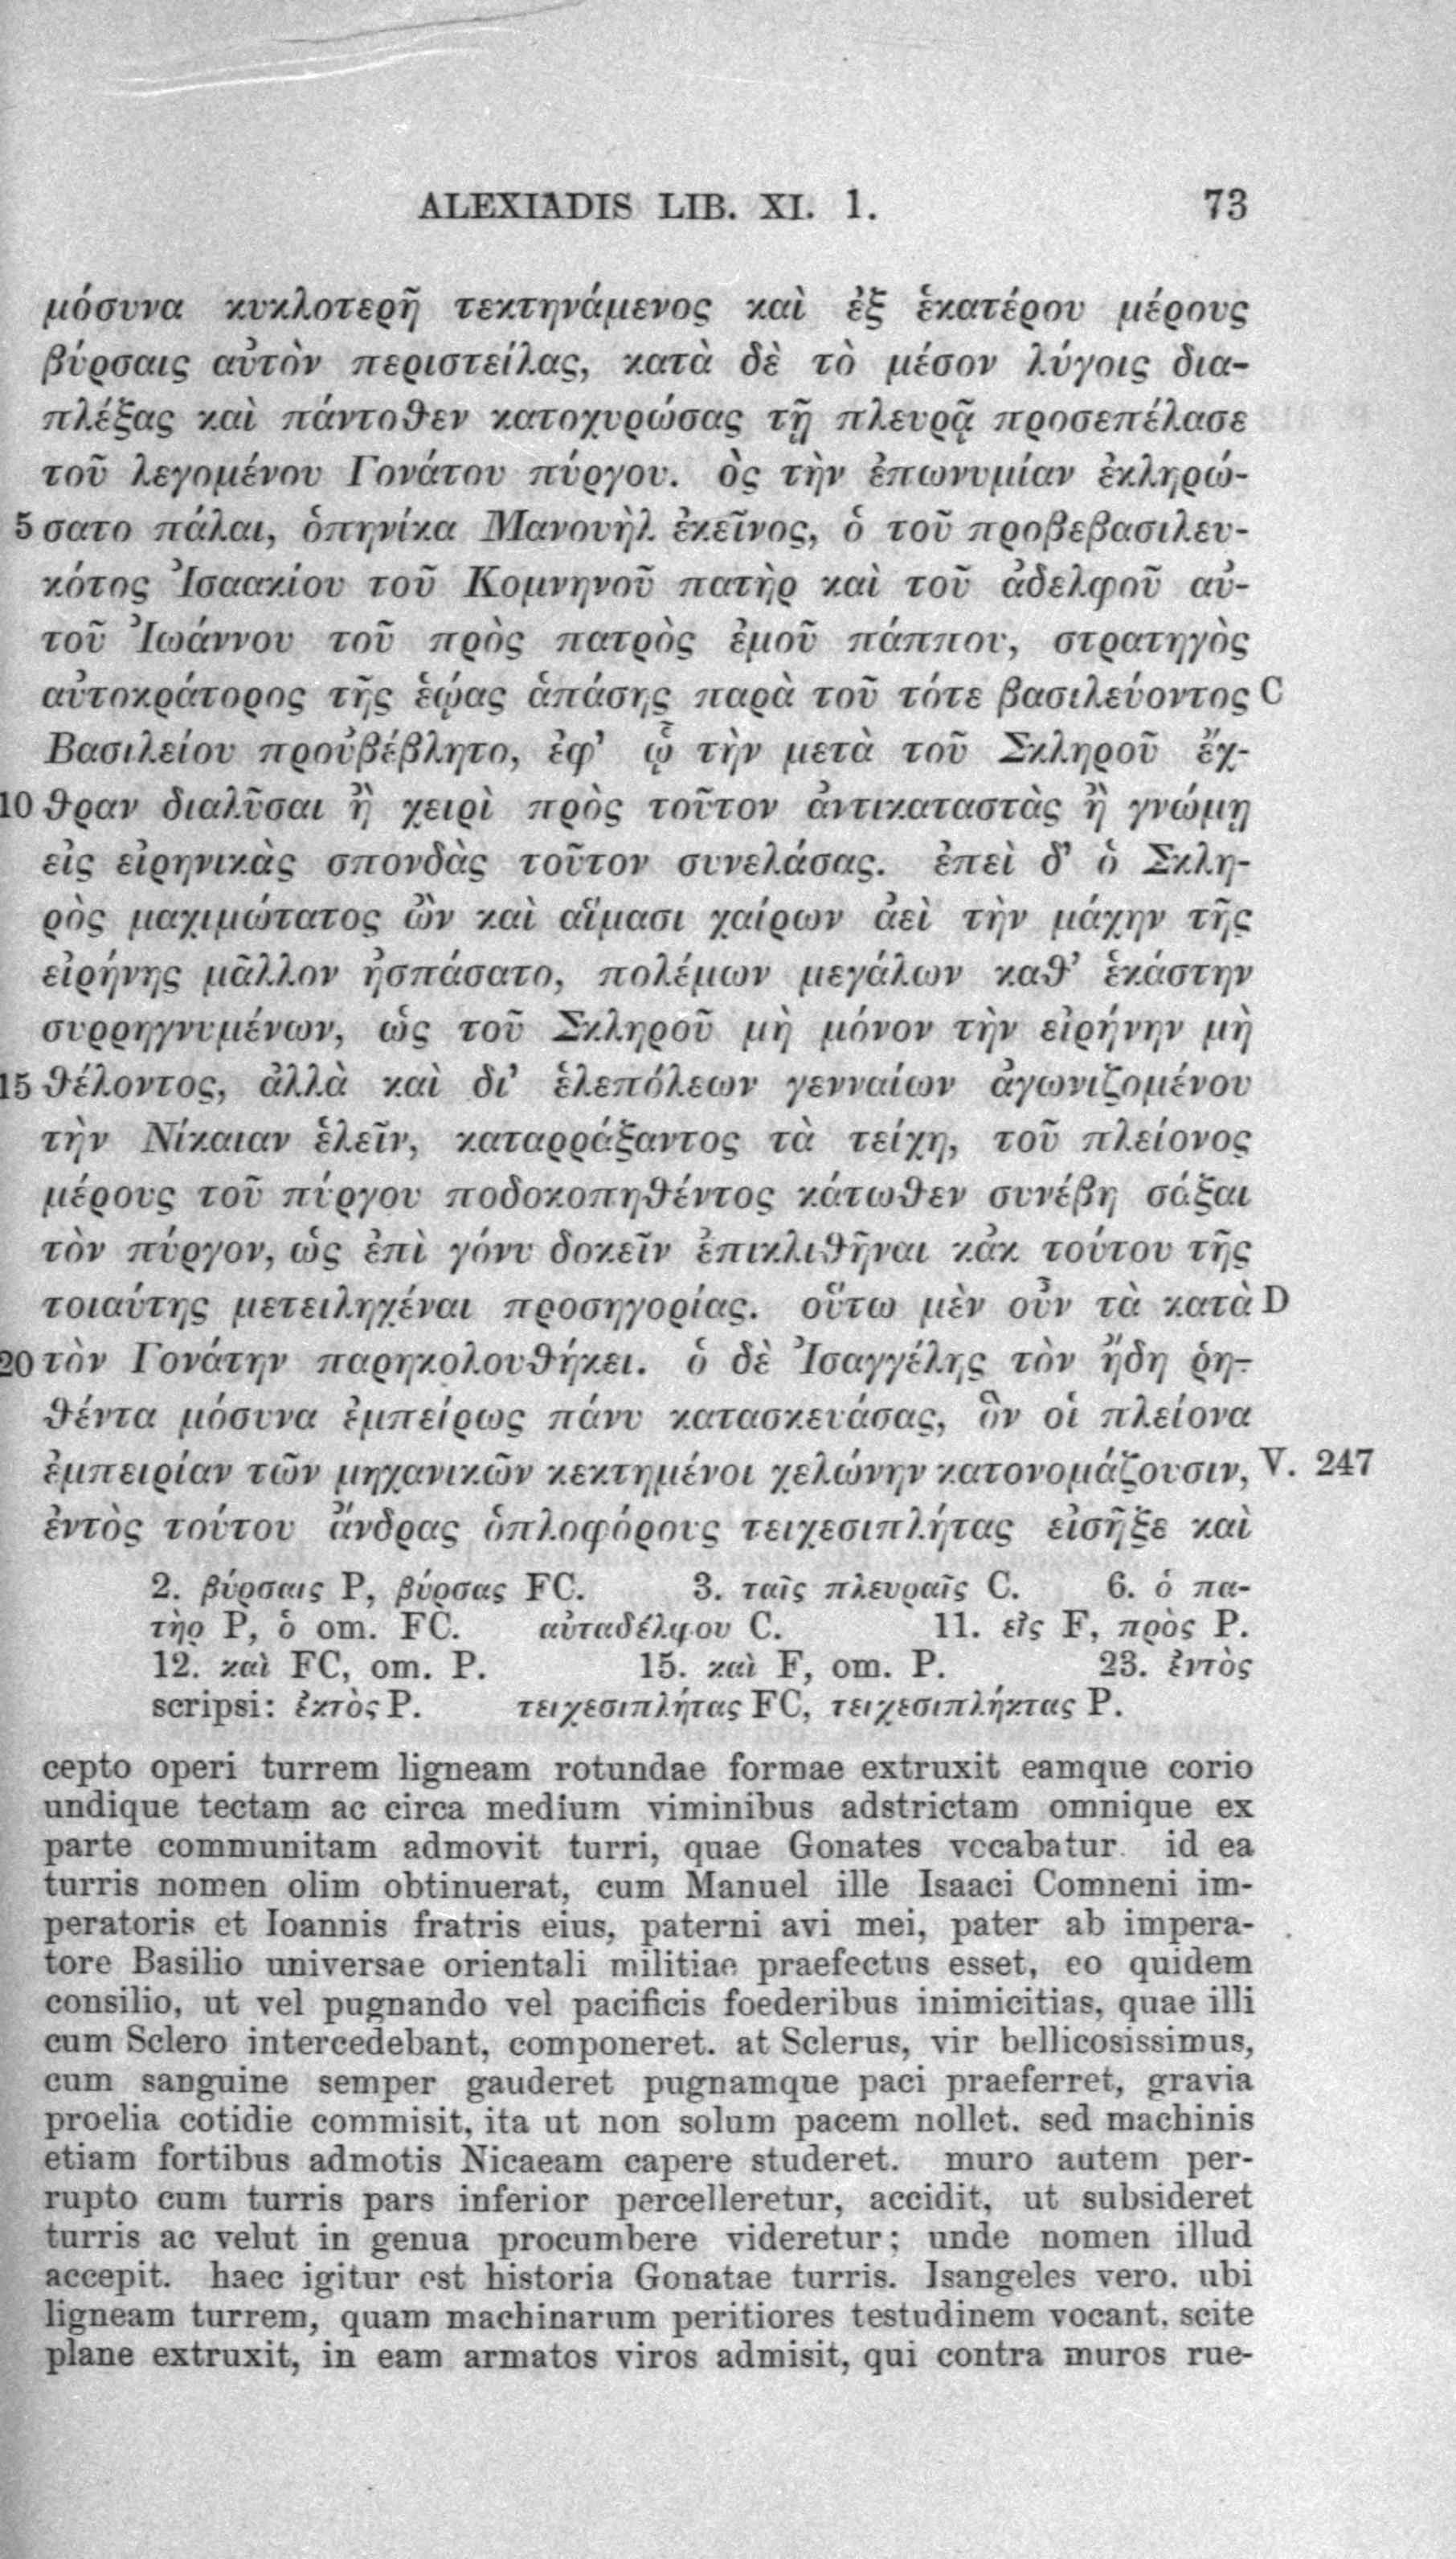 ALEXIADIS LIB. XI. 1. 73
μόσυνα κυκλοτερῆ τεκτηνάμενος καὶ ἐξ ἑκατέρου μέρους
βύρσαις αὐτὸν περιστείλας, κατὰ δὲ τὸ μέσον λύγοις δια-
πλέξας καὶ πάντοθεν κατοχυρώσας τῇ πλευρᾷ προσεπέλασε
τοῦ λεγομένου Γονάτου πύργου. ὃς τὴν ἐπωνυμίαν ἐκληρώ-
5 σατο πάλαι, ὁπηνίκα Μανουὴλ ἐκεῖνος, ὁ τοῦ προβεβασιλευ-
κότος Ἰσαακίου τοῦ Κομνηνοῦ πατὴρ καὶ τοῦ ἀδελφοῦ αὐ-
τοῦ Ἰωάννου τοῦ πρὸς πατρὸς ἐμοῦ πάππου, στρατηγὸς
αὐτοκράτορος τῆς ἑῴας ἁπάσης παρὰ τοῦ τότε βασιλεύοντος C
Βασιλείου προὐβέβλητο, ἐφ’ ᾧ τὴν μετὰ τοῦ Σκληροῦ ἔχ-
10 θραν διαλῦσαι ἢ χειρὶ πρὸς τοῦτον ἀντικαταστὰς ἢ γνώμῃ
εἰς εἰρηνικὰς σπονδὰς τοῦτον συνελάσας. ἐπεὶ δ’ ὁ Σκλη-
ρὸς μαχιμώτατος ὢν καὶ αἵμασι χαίρων ἀεὶ τὴν μάχην τῆς
εἰρήνης μᾶλλον ἠσπάσατο, πολέμων μεγάλων καθ’ ἑκάστην
συρρηγνυμένων, ὡς τοῦ Σκληροῦ μὴ μόνον τὴν εἰρήνην μὴ
15 θέλοντος, ἀλλὰ καὶ δι’ ἑλεπόλεων γενναίων ἀγωνιζομένου
τὴν Νίκαιαν ἑλεῖν, καταρράξαντος τὰ τείχη, τοῦ πλείονος
μέρους τοῦ πύργου ποδοκοπηθέντος κάτωθεν συνέβη σάξαι
τὸν πύργον, ὡς ἐπὶ γόνυ δοκεῖν ἐπικλιθῆναι κἀκ τούτου τῆς
τοιαύτης μετειληχέναι προσηγορίας. οὕτω μὲν οὖν τὰ κατὰ D
20 τὸν Γονάτην παρηκολουθήκει. ὁ δὲ Ἰσαγγέλης τὸν ἤδη ῥη-
θέντα μόσυνα ἐμπείρως πάνυ κατασκευάσας, ὃν οἱ πλείονα
ἐμπειρίαν τῶν μηχανικῶν κεκτημένοι χελώνην κατονομάζουσιν, V. 247
ἐντὸς τούτου ἄνδρας ὁπλοφόρους τειχεσιπλήτας εἰσῆξε καὶ
2. βύρσαις P, βύρσας FC. 3. ταῖς πλευραῖς C. 6. ὁ πα-
τὴρ P, ὁ om. FC. αὐταδέλφου C. 11. εἰς F, πρὸς P.
12. καὶ FC, om. P. 15. καὶ F, om. P. 23. ἐντὸς
scripsi: ἐκτὸς P. τειχεσιπλήτας FC, τειχεσιπλήκτας P.
cepto operi turrem ligneam rotundae formae extruxit eamque corio
undique tectam ac circa medium viminibus adstrictam omnique ex
parte communitam admovit turri, quae Gonates vocabatur. id ea
turris nomen olim obtinuerat, cum Manuel ille Isaaci Comneni im-
peratoris et Ioannis fratris eius, paterni avi mei, pater ab impera-
tore Basilio universae orientali militiae praefectus esset, eo quidem
consilio, ut vel pugnando vel pacificis foederibus inimicitias, quae illi
cum Sclero intercedebant, componeret. at Sclerus, vir bellicosissimus,
cum sanguine semper gauderet pugnamque paci praeferret, gravia
proelia cotidie commisit, ita ut non solum pacem nollet, sed machinis
etiam fortibus admotis Nicaeam capere studeret. muro autem per-
rupto cum turris pars inferior percelleretur, accidit, ut subsideret
turris ac velut in genua procumbere videretur; unde nomen illud
accepit. haec igitur est historia Gonatae turris. Isangeles vero, ubi
ligneam turrem, quam machinarum peritiores testudinem vocant, scite
plane extruxit, in eam armatos viros admisit, qui contra muros rue-